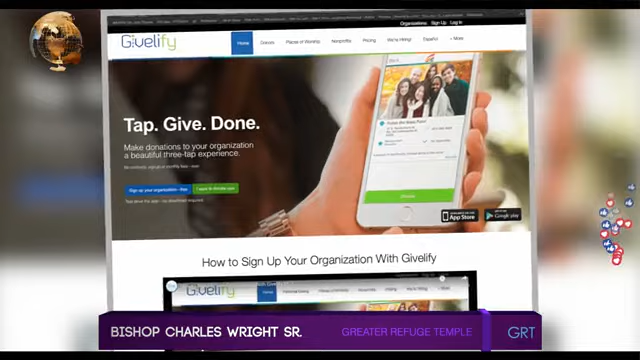 Organizations: Sign Up Log In
Givelify
Home Donors Places of Worship Nonprofits Pricing We're Hiring! Español + More
Tap. Give. Done.
Make donations to your organization
a beautiful three-tap experience.
Sign up your organization - free
I want to donate now
App Store
Google play
How to Sign Up Your Organization With Givelify
Givelify
Home
BISHOP CHARLES WRIGHT SR.
GREATER REFUGE TEMPLE
GRT